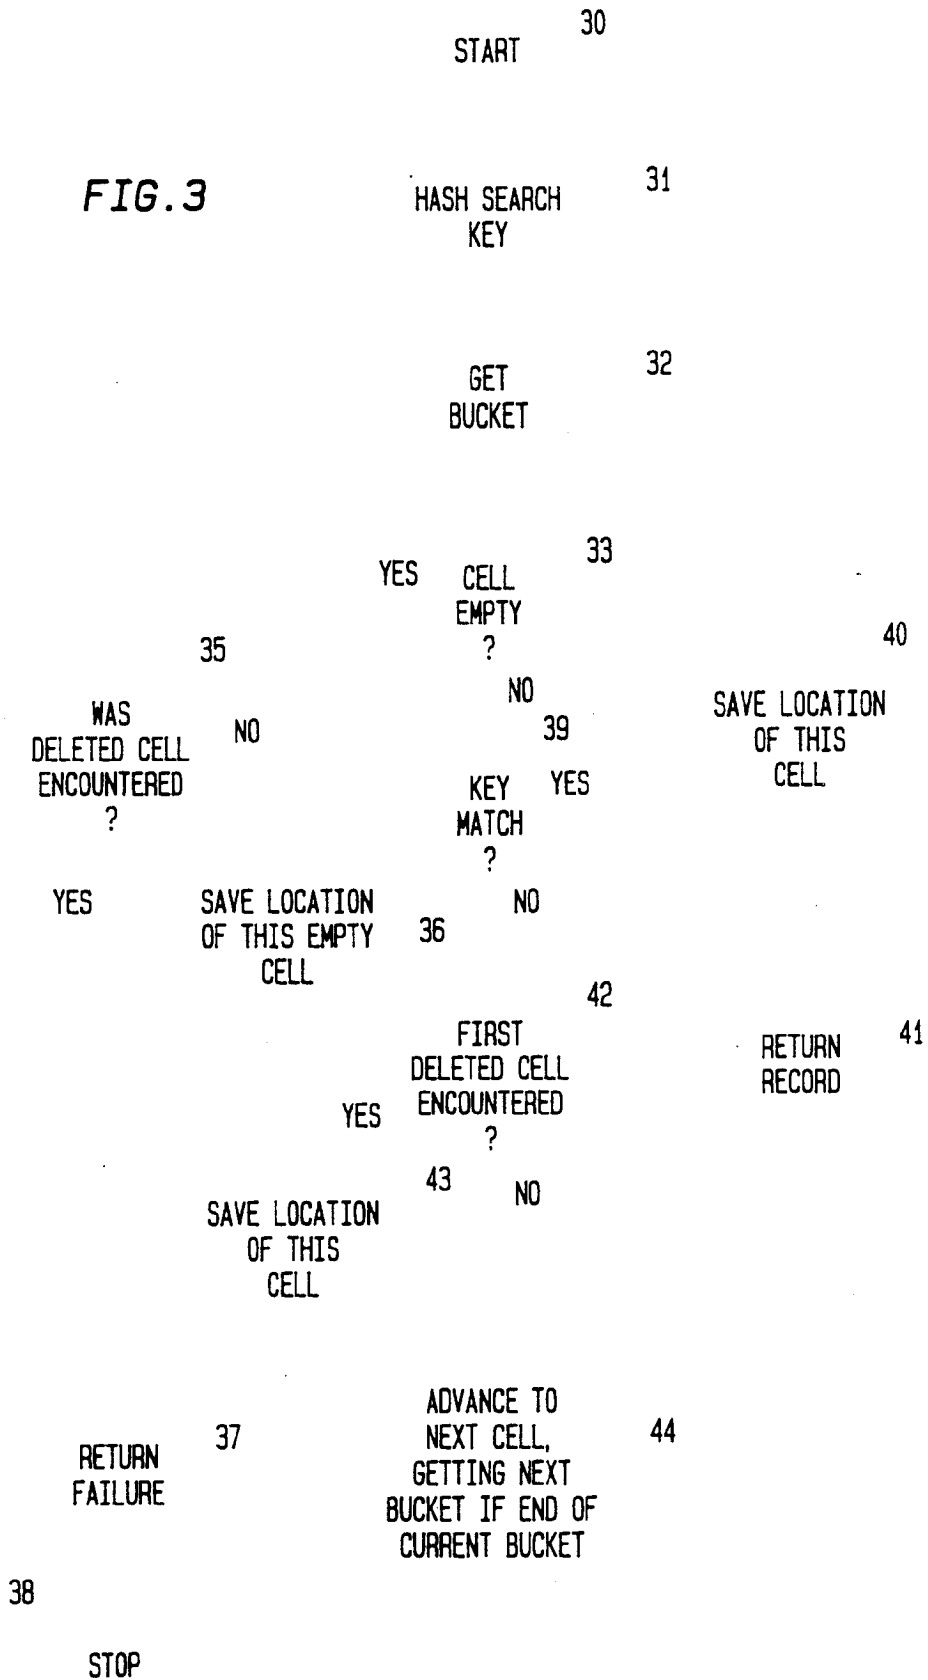 30
START
FIG.3
31
HASH SEARCH
KEY
32
GET
BUCKET
33
YES
CELL
EMPTY
?
NO
35
WAS
DELETED CELL
ENCOUNTERED
?
NO
39
KEY
MATCH
?
YES
40
SAVE LOCATION
OF THIS
CELL
YES
SAVE LOCATION
OF THIS EMPTY
CELL
36
NO
42
FIRST
DELETED CELL
ENCOUNTERED
?
YES
41
RETURN
RECORD
43
NO
SAVE LOCATION
OF THIS
CELL
37
RETURN
FAILURE
ADVANCE TO
NEXT CELL,
GETTING NEXT
BUCKET IF END OF
CURRENT BUCKET
44
38
STOP